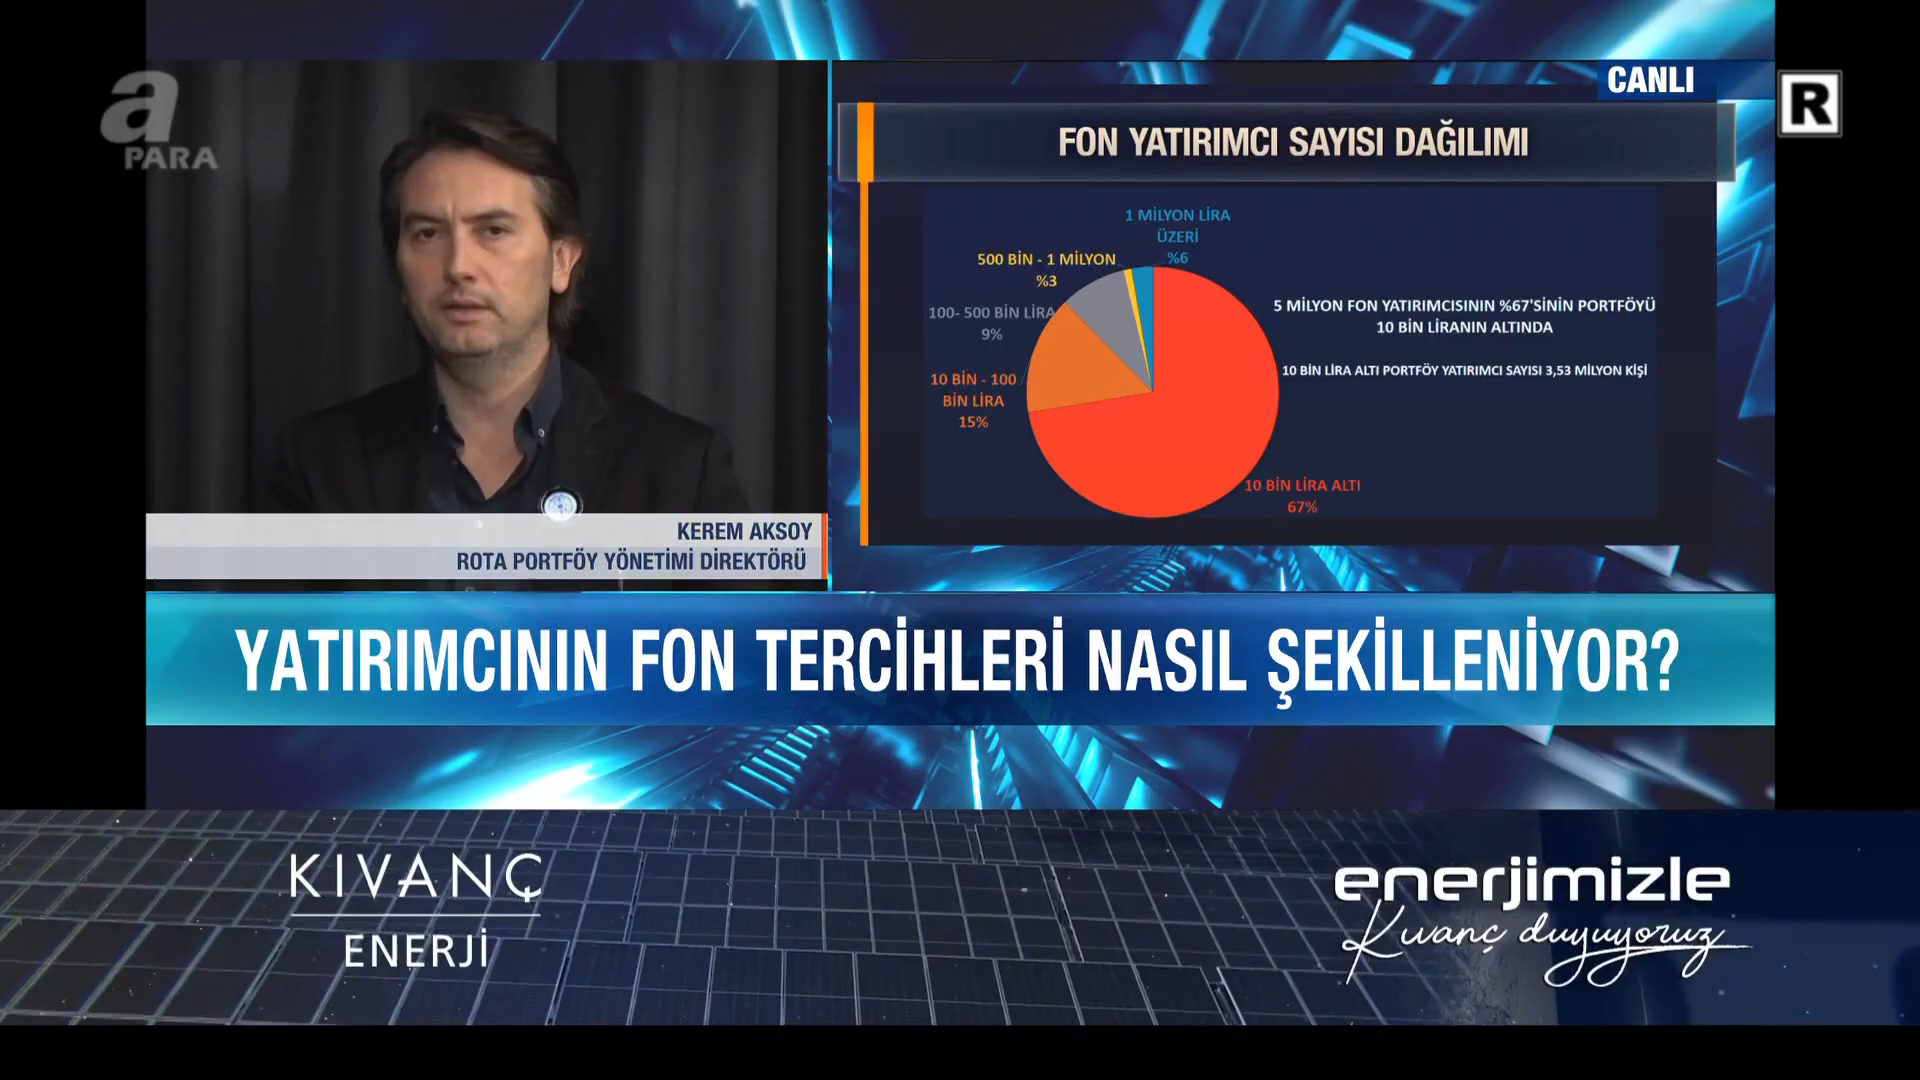 a
PARA
CANLI
R
FON YATIRIMCI SAYISI DAĞILIMI
1 MİLYON LİRA
ÜZERİ
%6
500 BİN - 1 MİLYON
%3
100- 500 BİN LİRA
9%
10 BİN - 100
BİN LİRA
15%
10 BİN LİRA ALTI
67%
5 MİLYON FON YATIRIMCISININ %67'SİNİN PORTFÖYÜ
10 BİN LİRANIN ALTINDA
10 BİN LİRA ALTI PORTFÖY YATIRIMCI SAYISI 3,53 MİLYON KİŞİ
KEREM AKSOY
ROTA PORTFÖY YÖNETİMİ DİREKTÖRÜ
YATIRIMCININ FON TERCİHLERİ NASIL ŞEKİLLENİYOR?
KIVANÇ
ENERJİ
enerjimizle
Kıvanç duyuyoruz